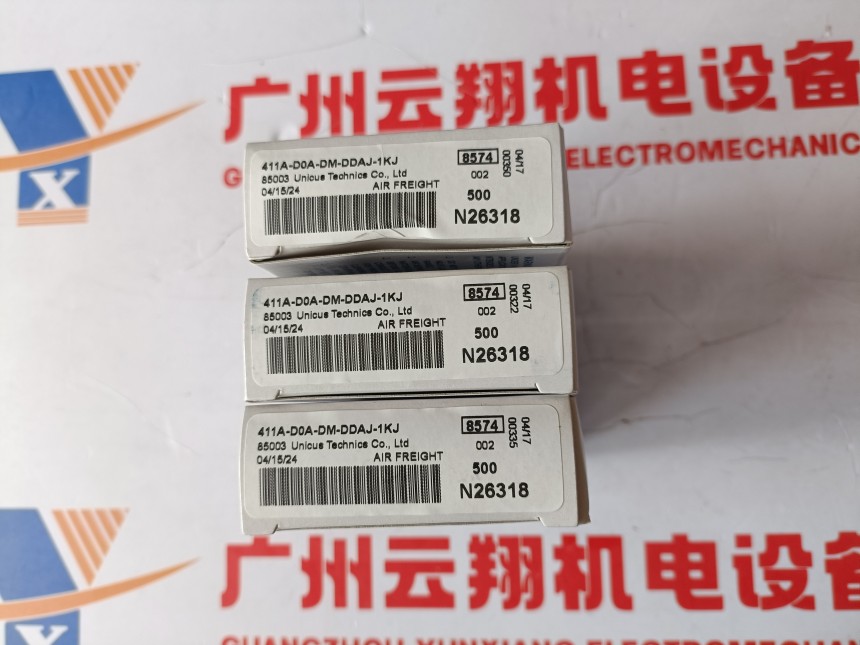 广州云翔机电设备
ELECTROMECHANIC
411A-D0A-DM-DDAJ-1KJ
85003 Unicus Technics Co., Ltd
04/15/24 AIR FREIGHT
8574
002
500
N26318
04/17
00350
411A-D0A-DM-DDAJ-1KJ
85003 Unicus Technics Co., Ltd
04/15/24 AIR FREIGHT
8574
002
500
N26318
04/17
00322
411A-D0A-DM-DDAJ-1KJ
85003 Unicus Technics Co., Ltd
04/15/24 AIR FREIGHT
8574
002
500
N26318
04/17
00335
X
广州云翔机电设备
X
GUANGZHOU YUNXIANG ELECTROMECHANIC